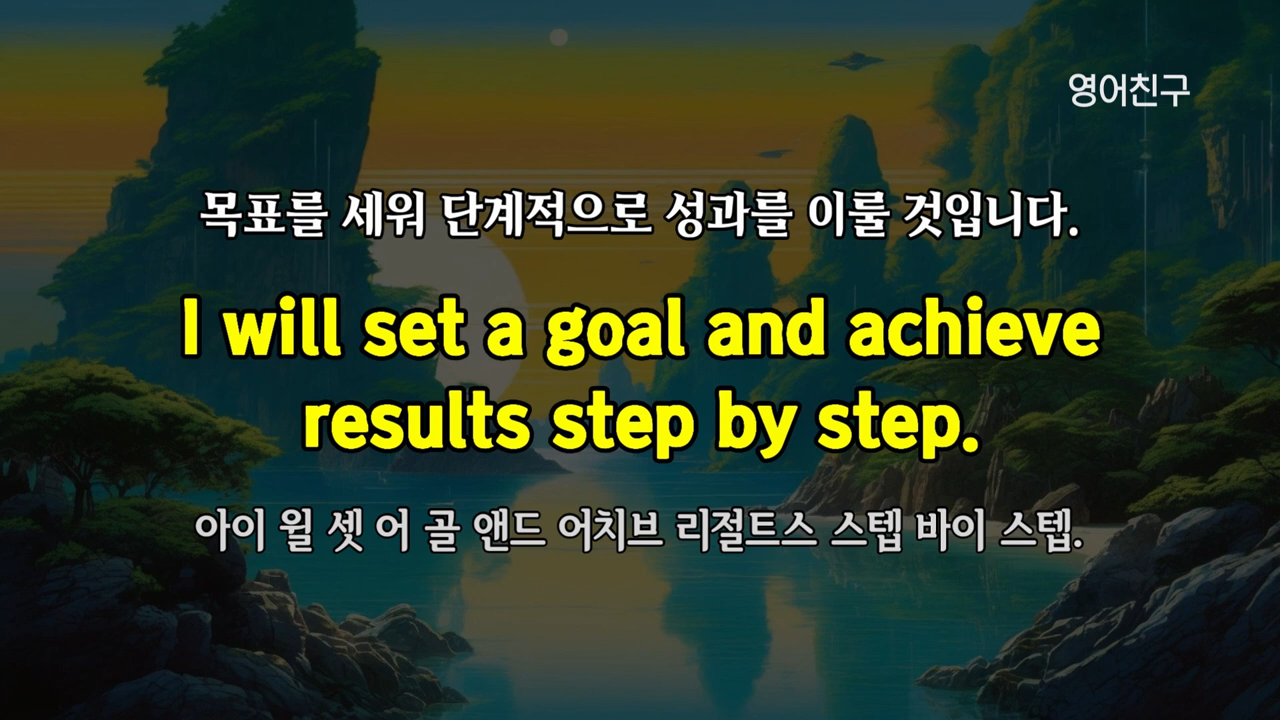 영어친구
목표를 세워 단계적으로 성과를 이룰 것입니다.
I will set a goal and achieve
results step by step.
아이 윌 셋 어 골 앤드 어치브 리절트스 스텝 바이 스텝.